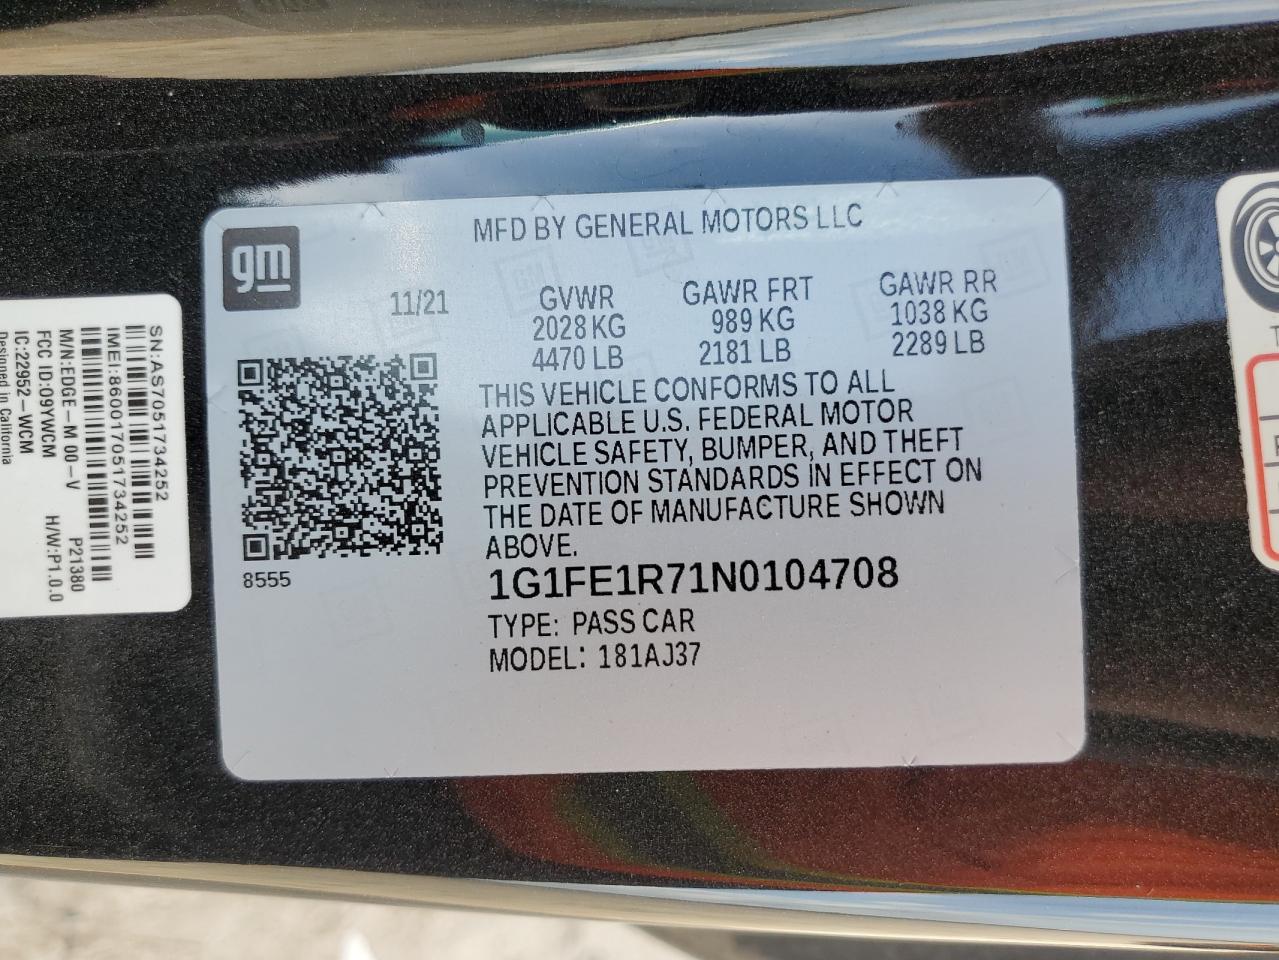 gm
MFD BY GENERAL MOTORS LLC
11/21
GVWR
2028 KG
4470 LB
GAWR FRT
989 KG
2181 LB
GAWR RR
1038 KG
2289 LB
THIS VEHICLE CONFORMS TO ALL
APPLICABLE U.S. FEDERAL MOTOR
VEHICLE SAFETY, BUMPER, AND THEFT
PREVENTION STANDARDS IN EFFECT ON
THE DATE OF MANUFACTURE SHOWN
ABOVE.
8555
1G1FE1R71N0104708
TYPE: PASS CAR
MODEL: 181AJ37
SN:AS7051734252
IMEI:860017051734252
P21380
M/N:EDGE-M 00-V
FCC ID:O9YWCM H/W:P1.0.0
IC:22952-WCM
Designed in California